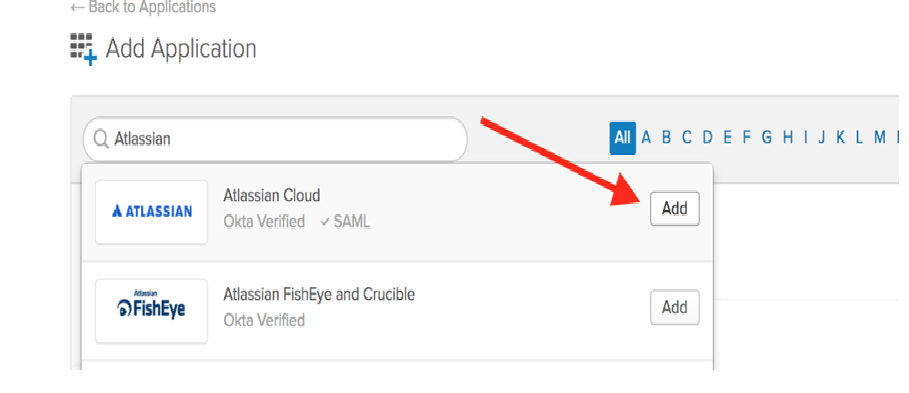 ← Back to Applications
Add Application
Atlassian
All A B C D E F G H I J K L M
ATLASSIAN
Atlassian Cloud
Okta Verified ✓ SAML
Add
Atlassian
FishEye
Atlassian FishEye and Crucible
Okta Verified
Add